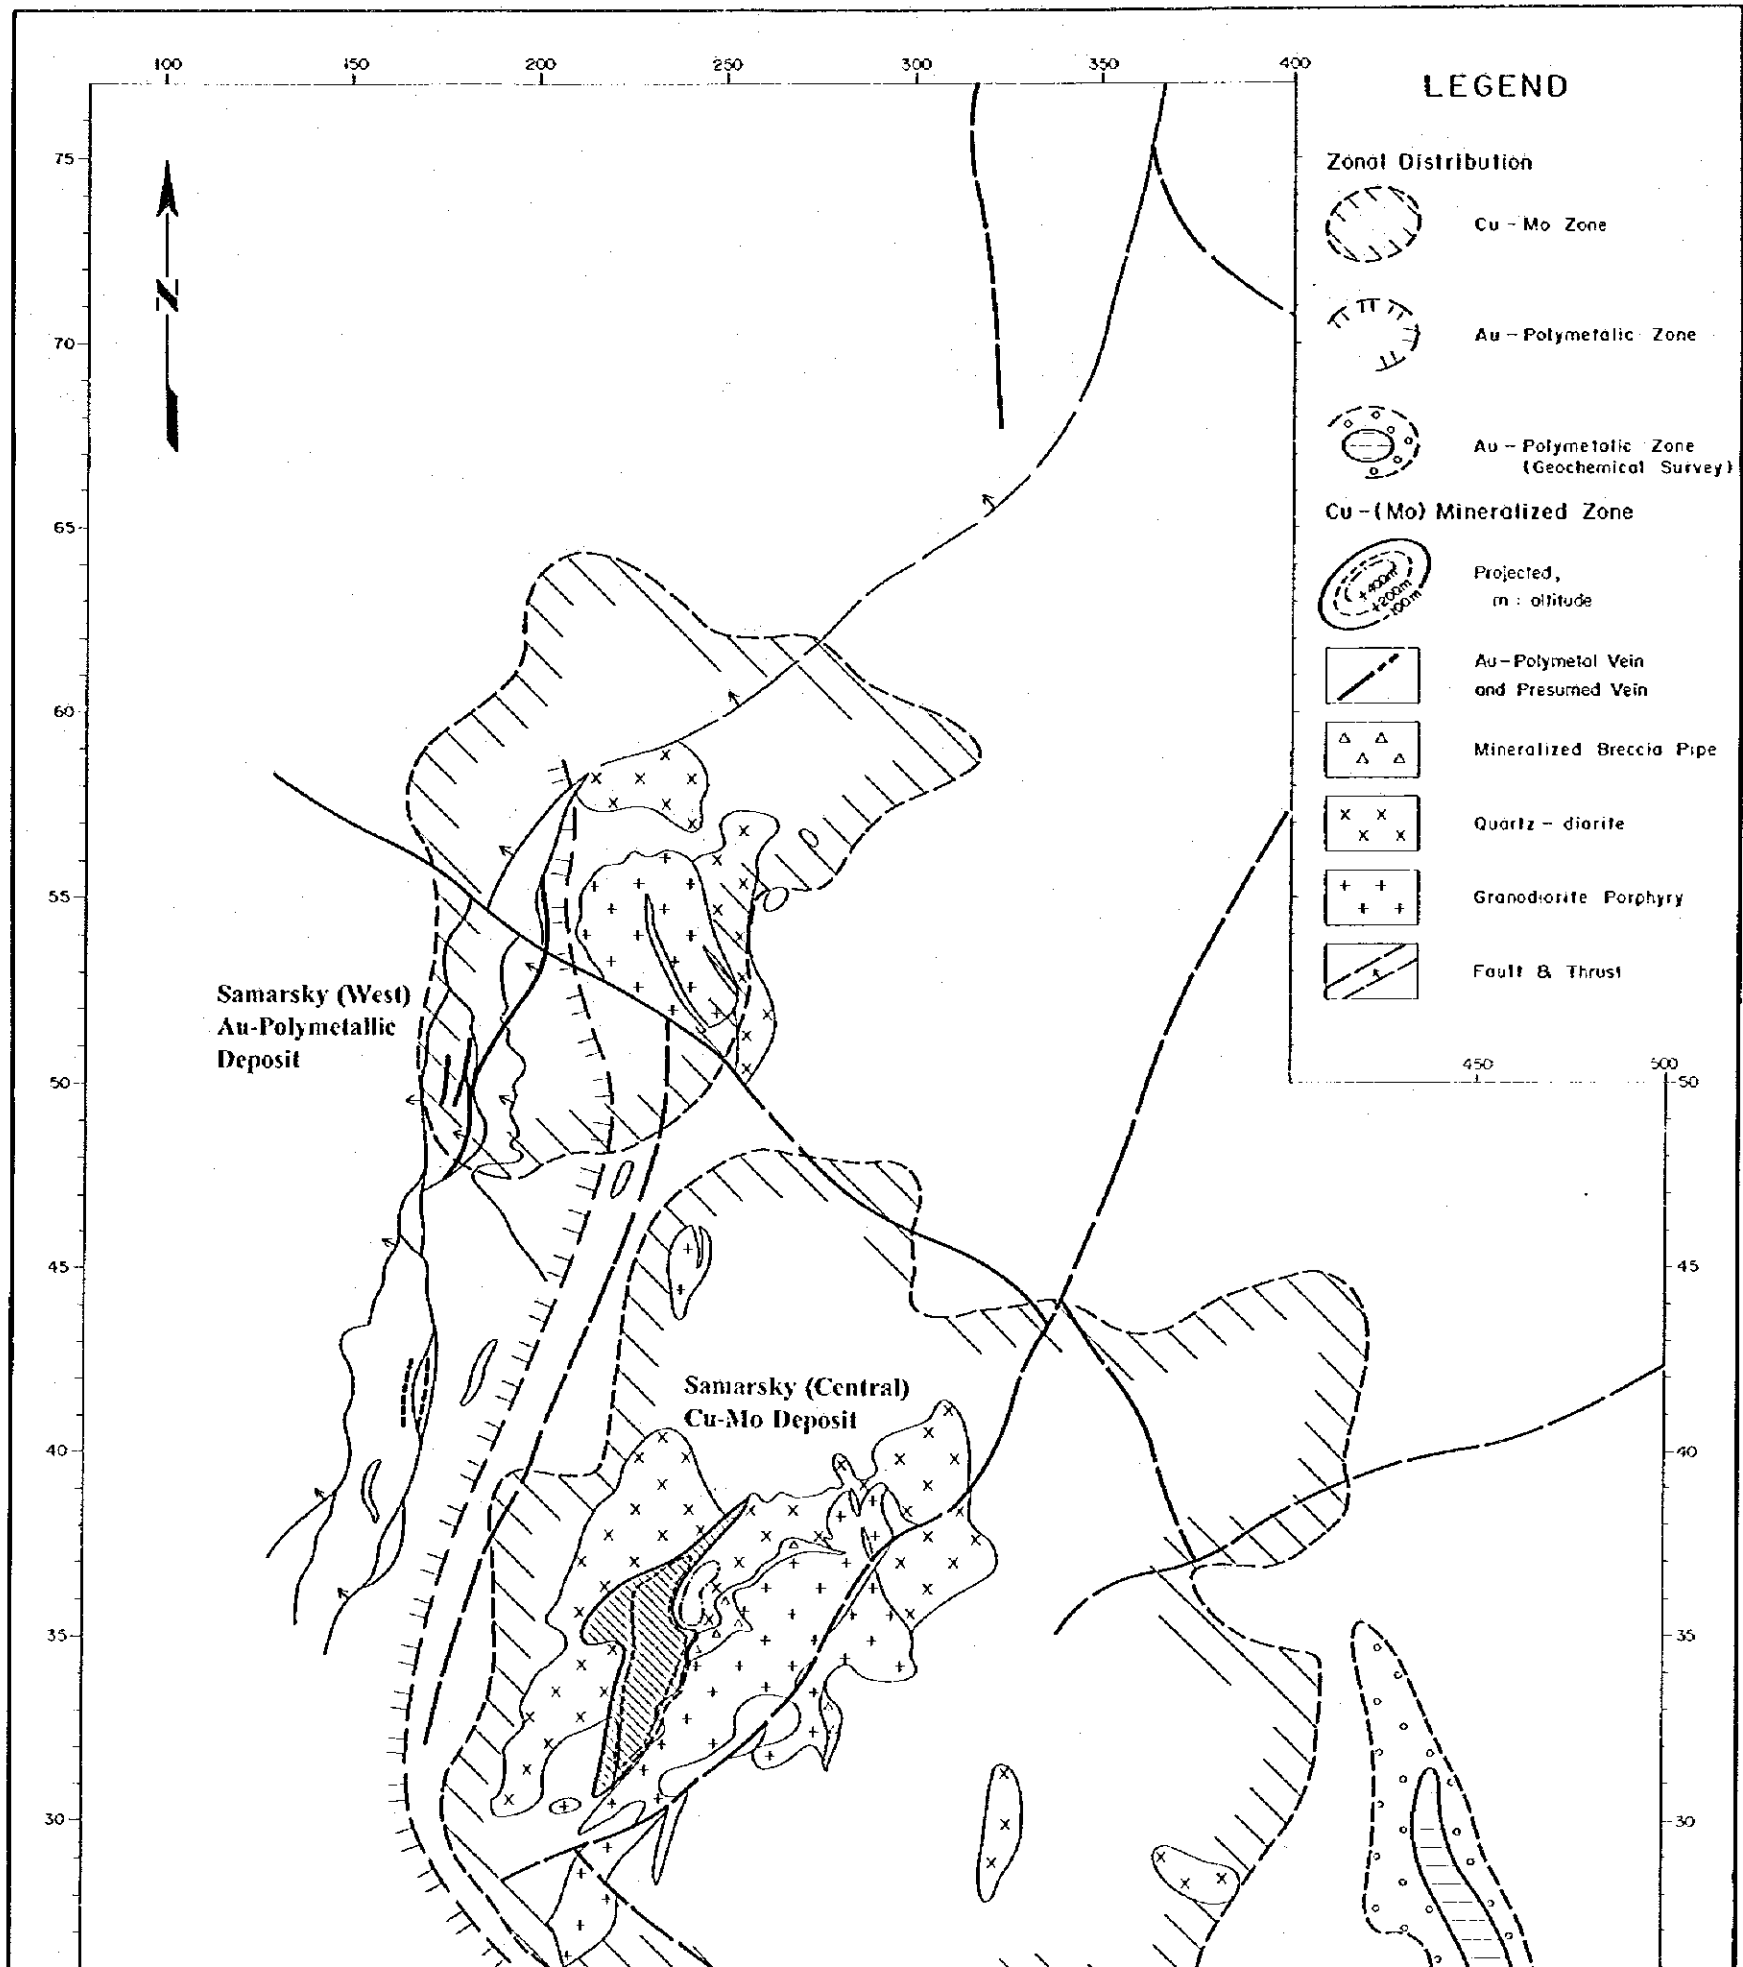 100 150 200 250 300 350 400
LEGEND
75
70
65
60
55
50
45
40
35
30
N
Zonal Distribution
Cu - Mo Zone
Au - Polymetalic Zone
Au - Polymetalic Zone
(Geochemical Survey)
Cu - (Mo) Mineralized Zone
+400m
+200m
100m
Projected,
m : altitude
Au - Polymetal Vein
and Presumed Vein
Mineralized Breccia Pipe
Quartz - diorite
Granodiorite Porphyry
Fault & Thrust
450 500
50
45
40
35
30
Samarsky (West)
Au-Polymetallic
Deposit
Samarsky (Central)
Cu-Mo Deposit